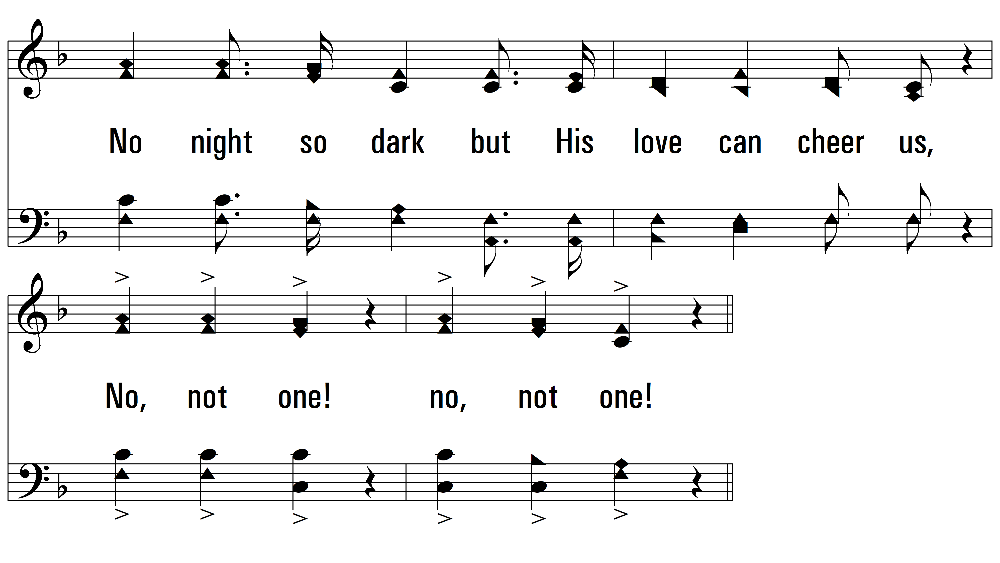 No night so dark but His love can cheer us,
No, not one! no, not one!